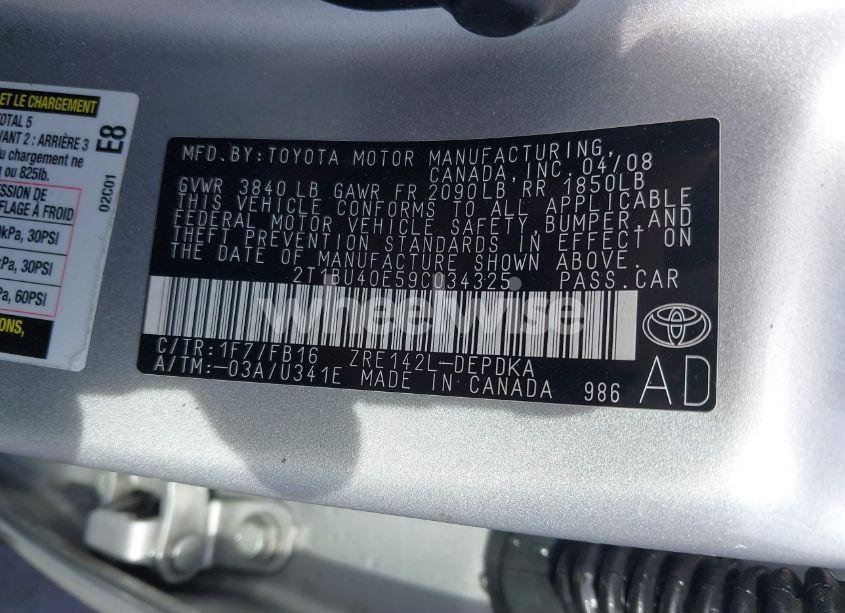 ET LE CHARGEMENT
TOTAL 5
VANT 2 : ARRIÈRE 3
u chargement ne
g ou 825lb.
ESSION DE
FLAGE À FROID
kPa, 30PSI
kPa, 30PSI
a, 60PSI
IONS,
E8
02C01
MFD.BY:TOYOTA MOTOR MANUFACTURING,
CANADA,INC. 04/08
GVWR 3840 LB GAWR FR 2090LB RR 1850LB
THIS VEHICLE CONFORMS TO ALL APPLICABLE
FEDERAL MOTOR VEHICLE SAFETY,BUMPER,AND
THEFT PREVENTION STANDARDS IN EFFECT ON
THE DATE OF MANUFACTURE SHOWN ABOVE.
2T1BU40E59C034325 PASS.CAR
wheelwise
C/TR:1F7/FB16 ZRE142L-DEPDKA
A/TM:-03A/U341E MADE IN CANADA 986
AD